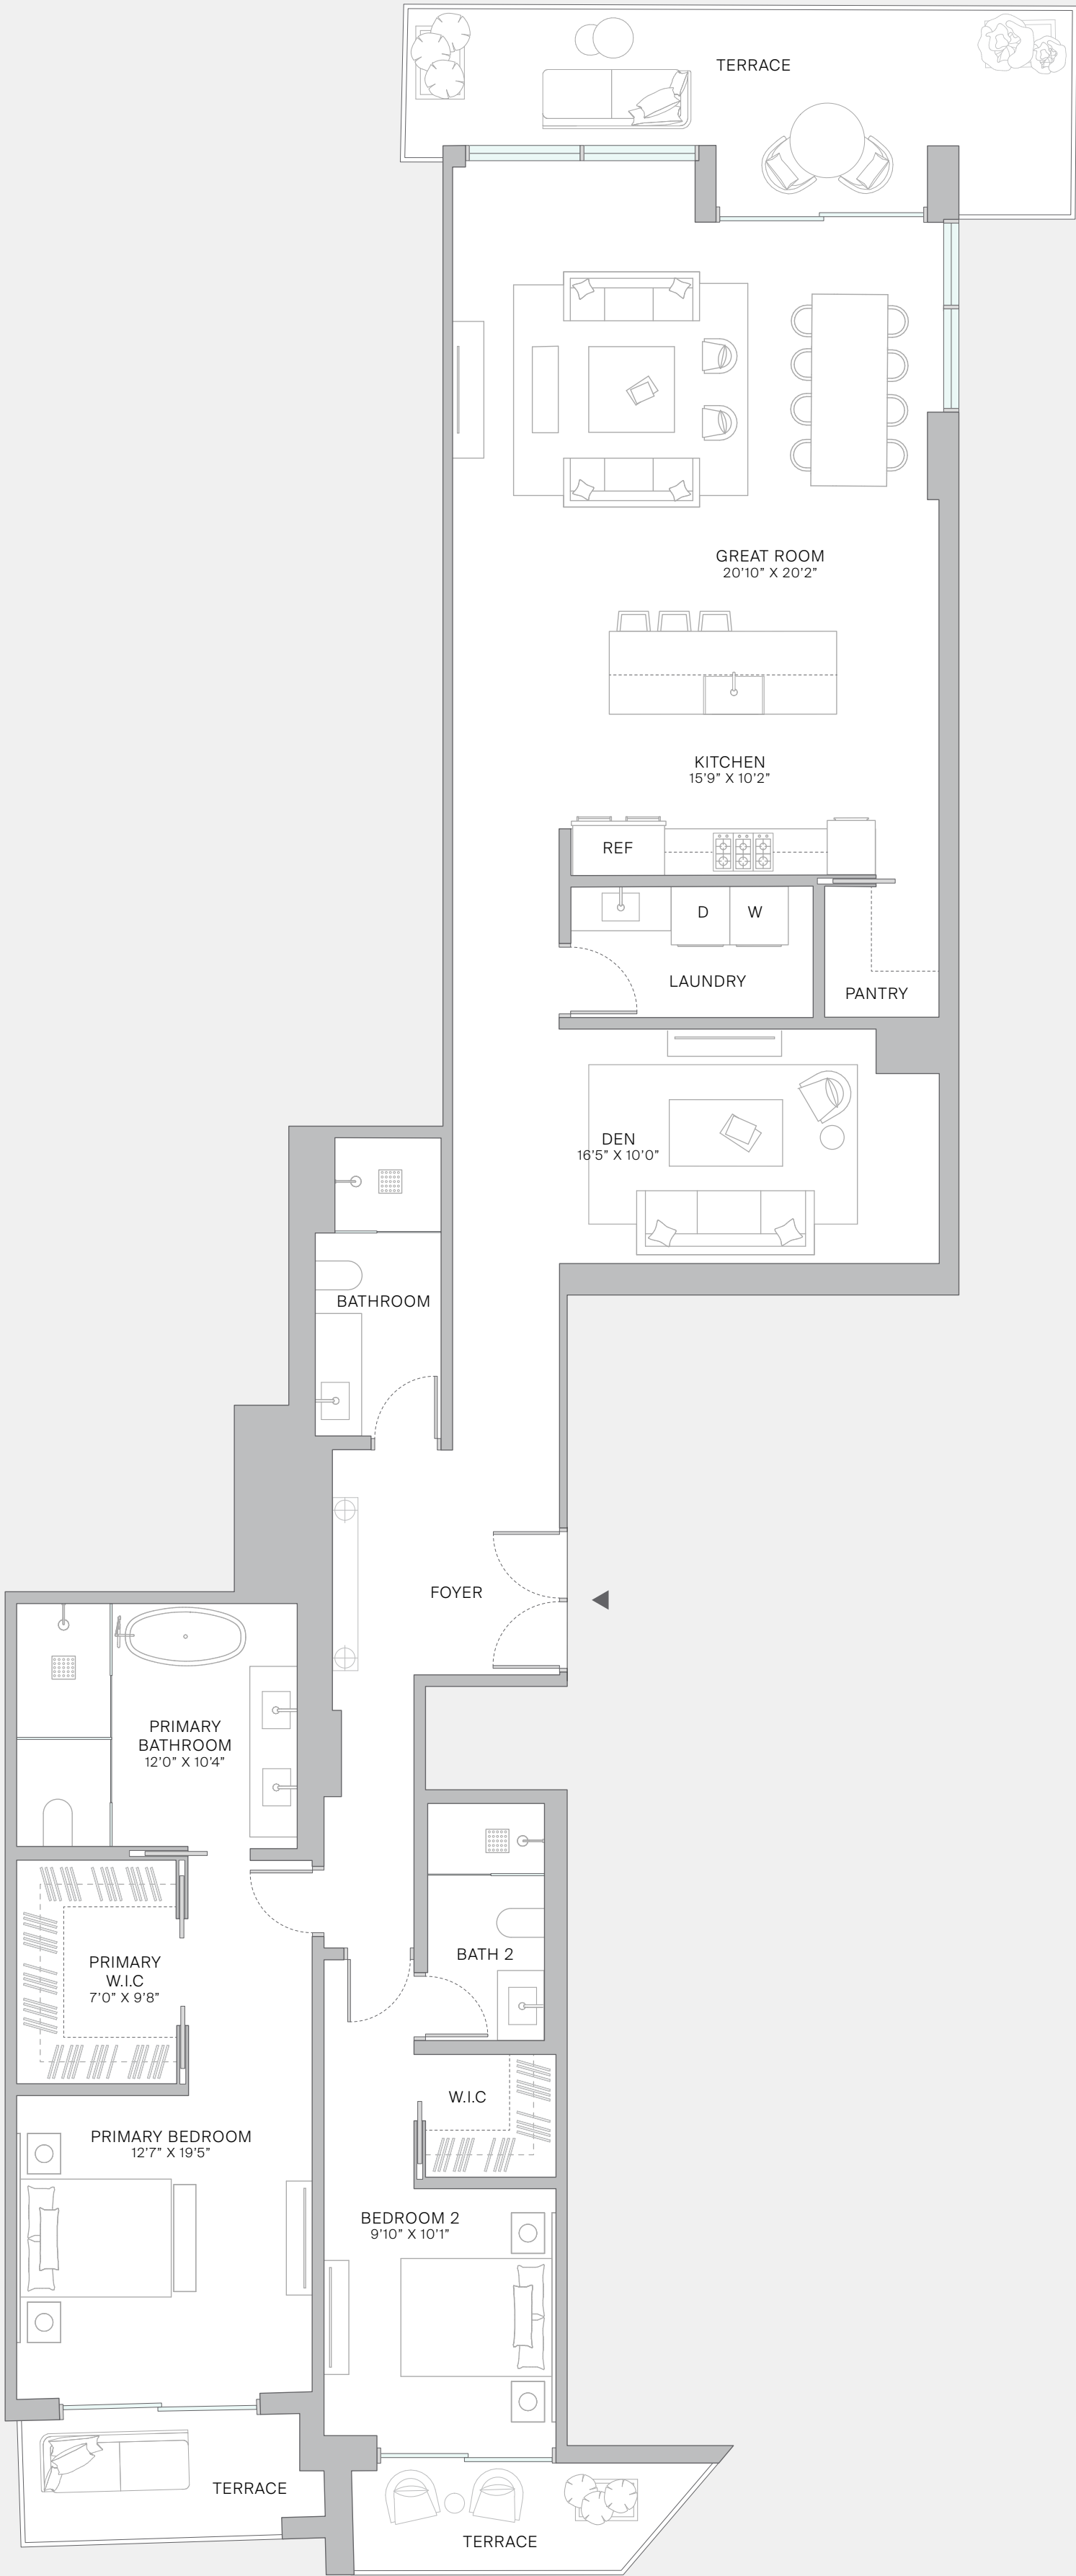 TERRACE
GREAT ROOM
20'10" X 20'2"
KITCHEN
15'9" X 10'2"
REF
D
W
LAUNDRY
PANTRY
DEN
16'5" X 10'0"
BATHROOM
FOYER
PRIMARY
BATHROOM
12'0" X 10'4"
BATH 2
PRIMARY
W.I.C
7'0" X 9'8"
W.I.C
PRIMARY BEDROOM
12'7" X 19'5"
BEDROOM 2
9'10" X 10'1"
TERRACE
TERRACE